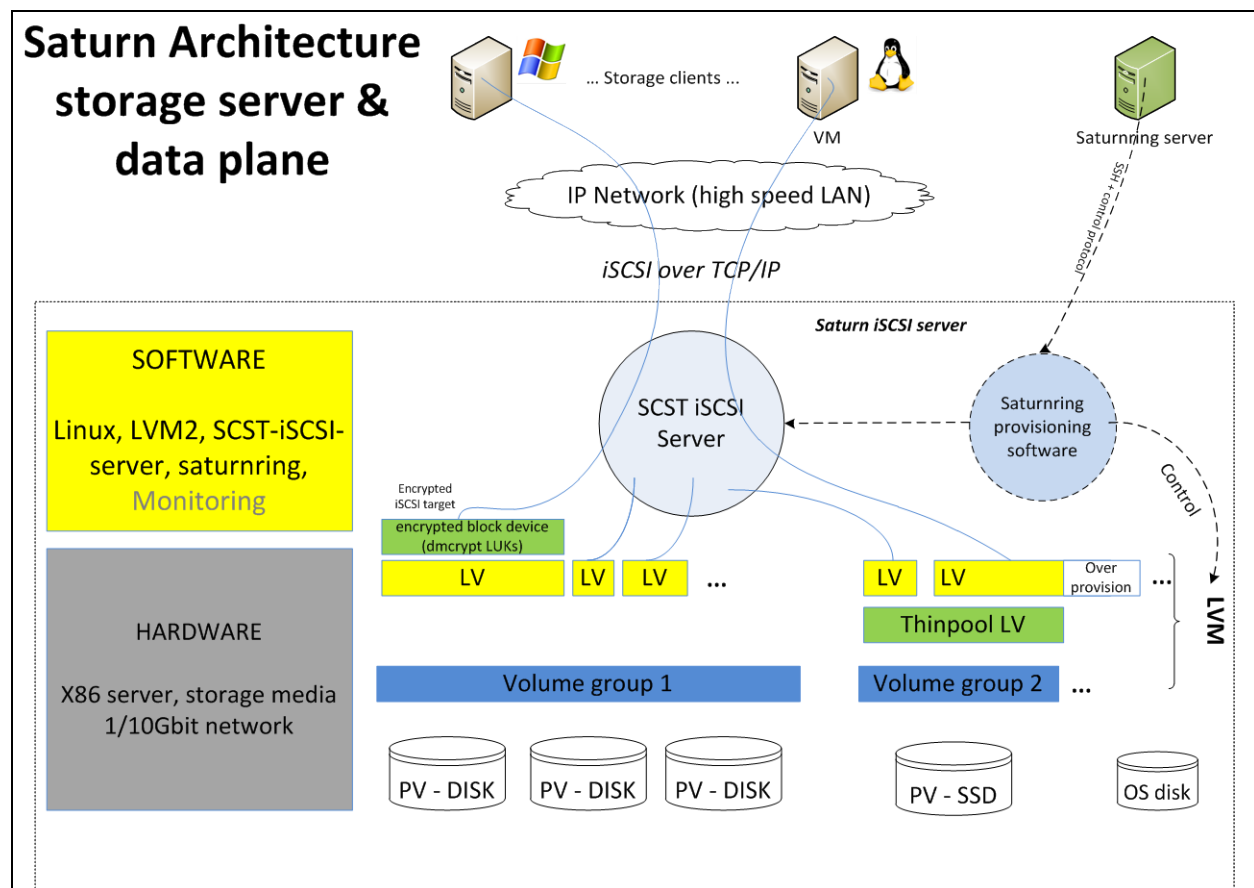 Saturn Architecture
storage server &
data plane
... Storage clients ...
VM
Saturnring server
IP Network (high speed LAN)
SSH + control protocol
iSCSI over TCP/IP
Saturn iSCSI server
SOFTWARE
Linux, LVM2, SCST-iSCSI-
server, saturnring,
Monitoring
SCST iSCSI
Server
Saturnring
provisioning
software
Control
Encrypted
iSCSI target
encrypted block device
(dmcrypt LUKs)
LV
LV
LV
...
LV
LV
Over
provision
...
LVM
Thinpool LV
HARDWARE
X86 server, storage media
1/10Gbit network
Volume group 1
Volume group 2
...
PV - DISK
PV - DISK
PV - DISK
PV - SSD
OS disk